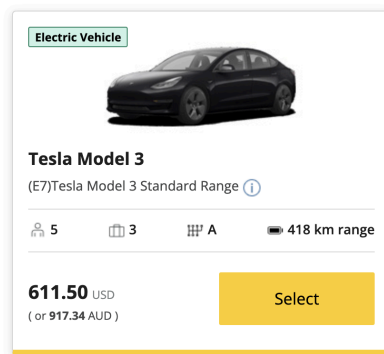 Electric Vehicle
Tesla Model 3
(E7)Tesla Model 3 Standard Range i
5 3 A 418 km range
611.50 USD
( or 917.34 AUD )
Select